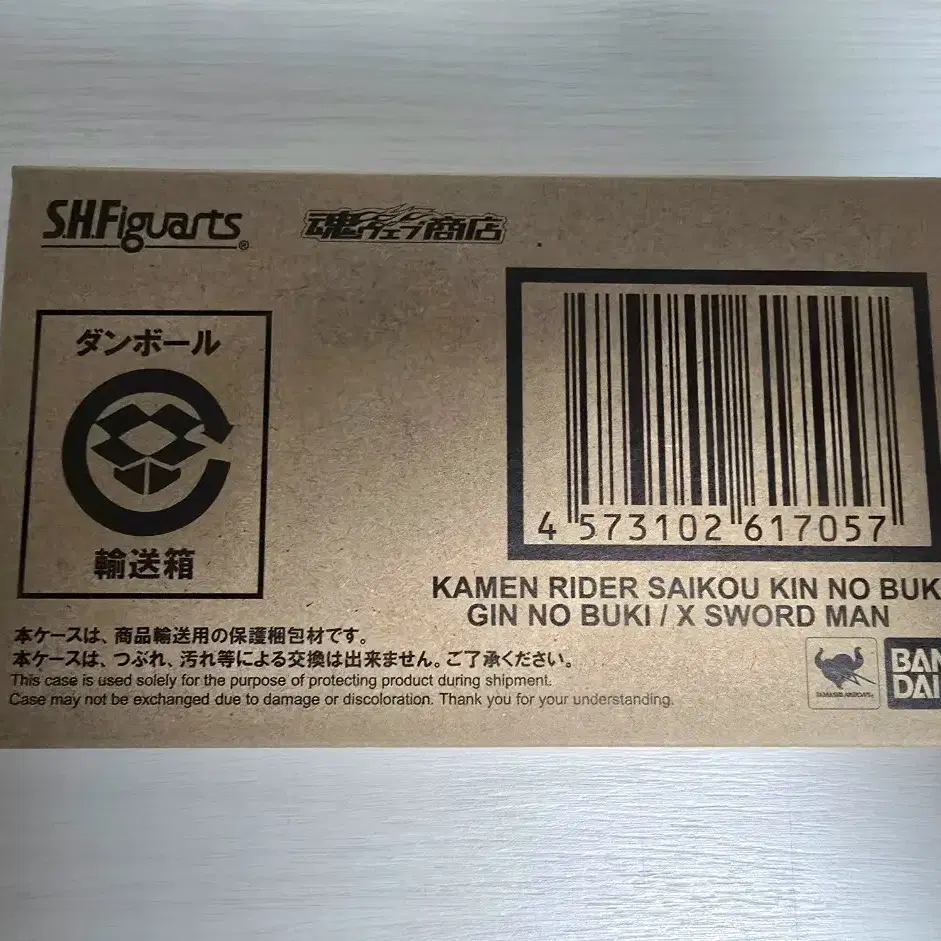 S.H.Figuarts®
魂ウェブ商店
ダンボール
輸送箱
4 573102 617057
KAMEN RIDER SAIKOU KIN NO BUK
GIN NO BUKI / X SWORD MAN
本ケースは、商品輸送用の保護梱包材です。
本ケースは、つぶれ、汚れ等による交換は出来ません。ご了承ください。
This case is used solely for the purpose of protecting product during shipment.
Case may not be exchanged due to damage or discoloration. Thank you for your understanding.
TAMASHII NATIONS
BAN
DAI